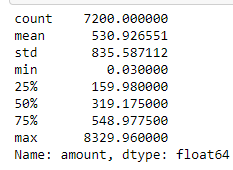 count    7200.000000
mean      530.926551
std       835.587112
min         0.030000
25%       159.980000
50%       319.175000
75%       548.977500
max      8329.960000
Name: amount, dtype: float64